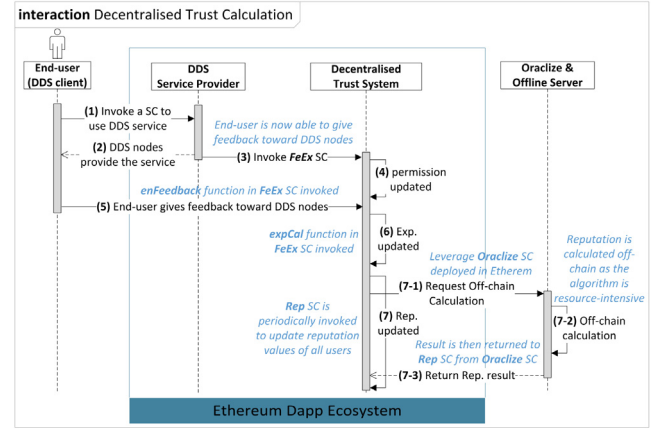 interaction Decentralised Trust Calculation
End-user
(DDS client)
DDS
Service Provider
Decentralised
Trust System
Oraclize &
Offline Server
(1) Invoke a SC to
use DDS service
End-user is now able to give
feedback toward DDS nodes
(2) DDS nodes
provide the service
(3) Invoke FeEx SC
(4) permission
updated
enFeedback function in FeEx SC invoked
(5) End-user gives feedback toward DDS nodes
expCal function in
FeEx SC invoked
(6) Exp.
updated
Leverage Oraclize SC
deployed in Etherem
Reputation is
calculated off-
chain as the
algorithm is
resource-intensive
(7-1) Request Off-chain
Calculation
Rep SC is
periodically invoked
to update reputation
values of all users
(7) Rep.
updated
(7-2) Off-chain
calculation
Result is then returned to
Rep SC from Oraclize SC
(7-3) Return Rep. result
Ethereum Dapp Ecosystem